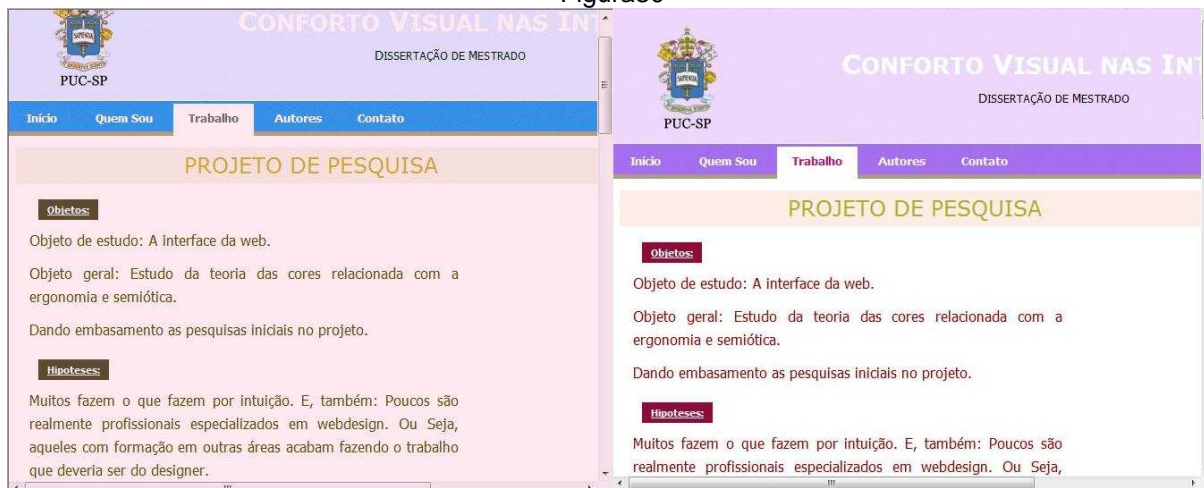 CONFORTO VISUAL NAS INT
DISSERTAÇÃO DE MESTRADO
PUC-SP
Início Quem Sou Trabalho Autores Contato
PROJETO DE PESQUISA
Objetos:
Objeto de estudo: A interface da web.
Objeto geral: Estudo da teoria das cores relacionada com a
ergonomia e semiótica.
Dando embasamento as pesquisas iniciais no projeto.
Hipoteses:
Muitos fazem o que fazem por intuição. E, também: Poucos são
realmente profissionais especializados em webdesign. Ou Seja,
aqueles com formação em outras áreas acabam fazendo o trabalho
que deveria ser do designer.
CONFORTO VISUAL NAS INT
DISSERTAÇÃO DE MESTRADO
PUC-SP
Início Quem Sou Trabalho Autores Contato
PROJETO DE PESQUISA
Objetos:
Objeto de estudo: A interface da web.
Objeto geral: Estudo da teoria das cores relacionada com a
ergonomia e semiótica.
Dando embasamento as pesquisas iniciais no projeto.
Hipoteses:
Muitos fazem o que fazem por intuição. E, também: Poucos são
realmente profissionais especializados em webdesign. Ou Seja,